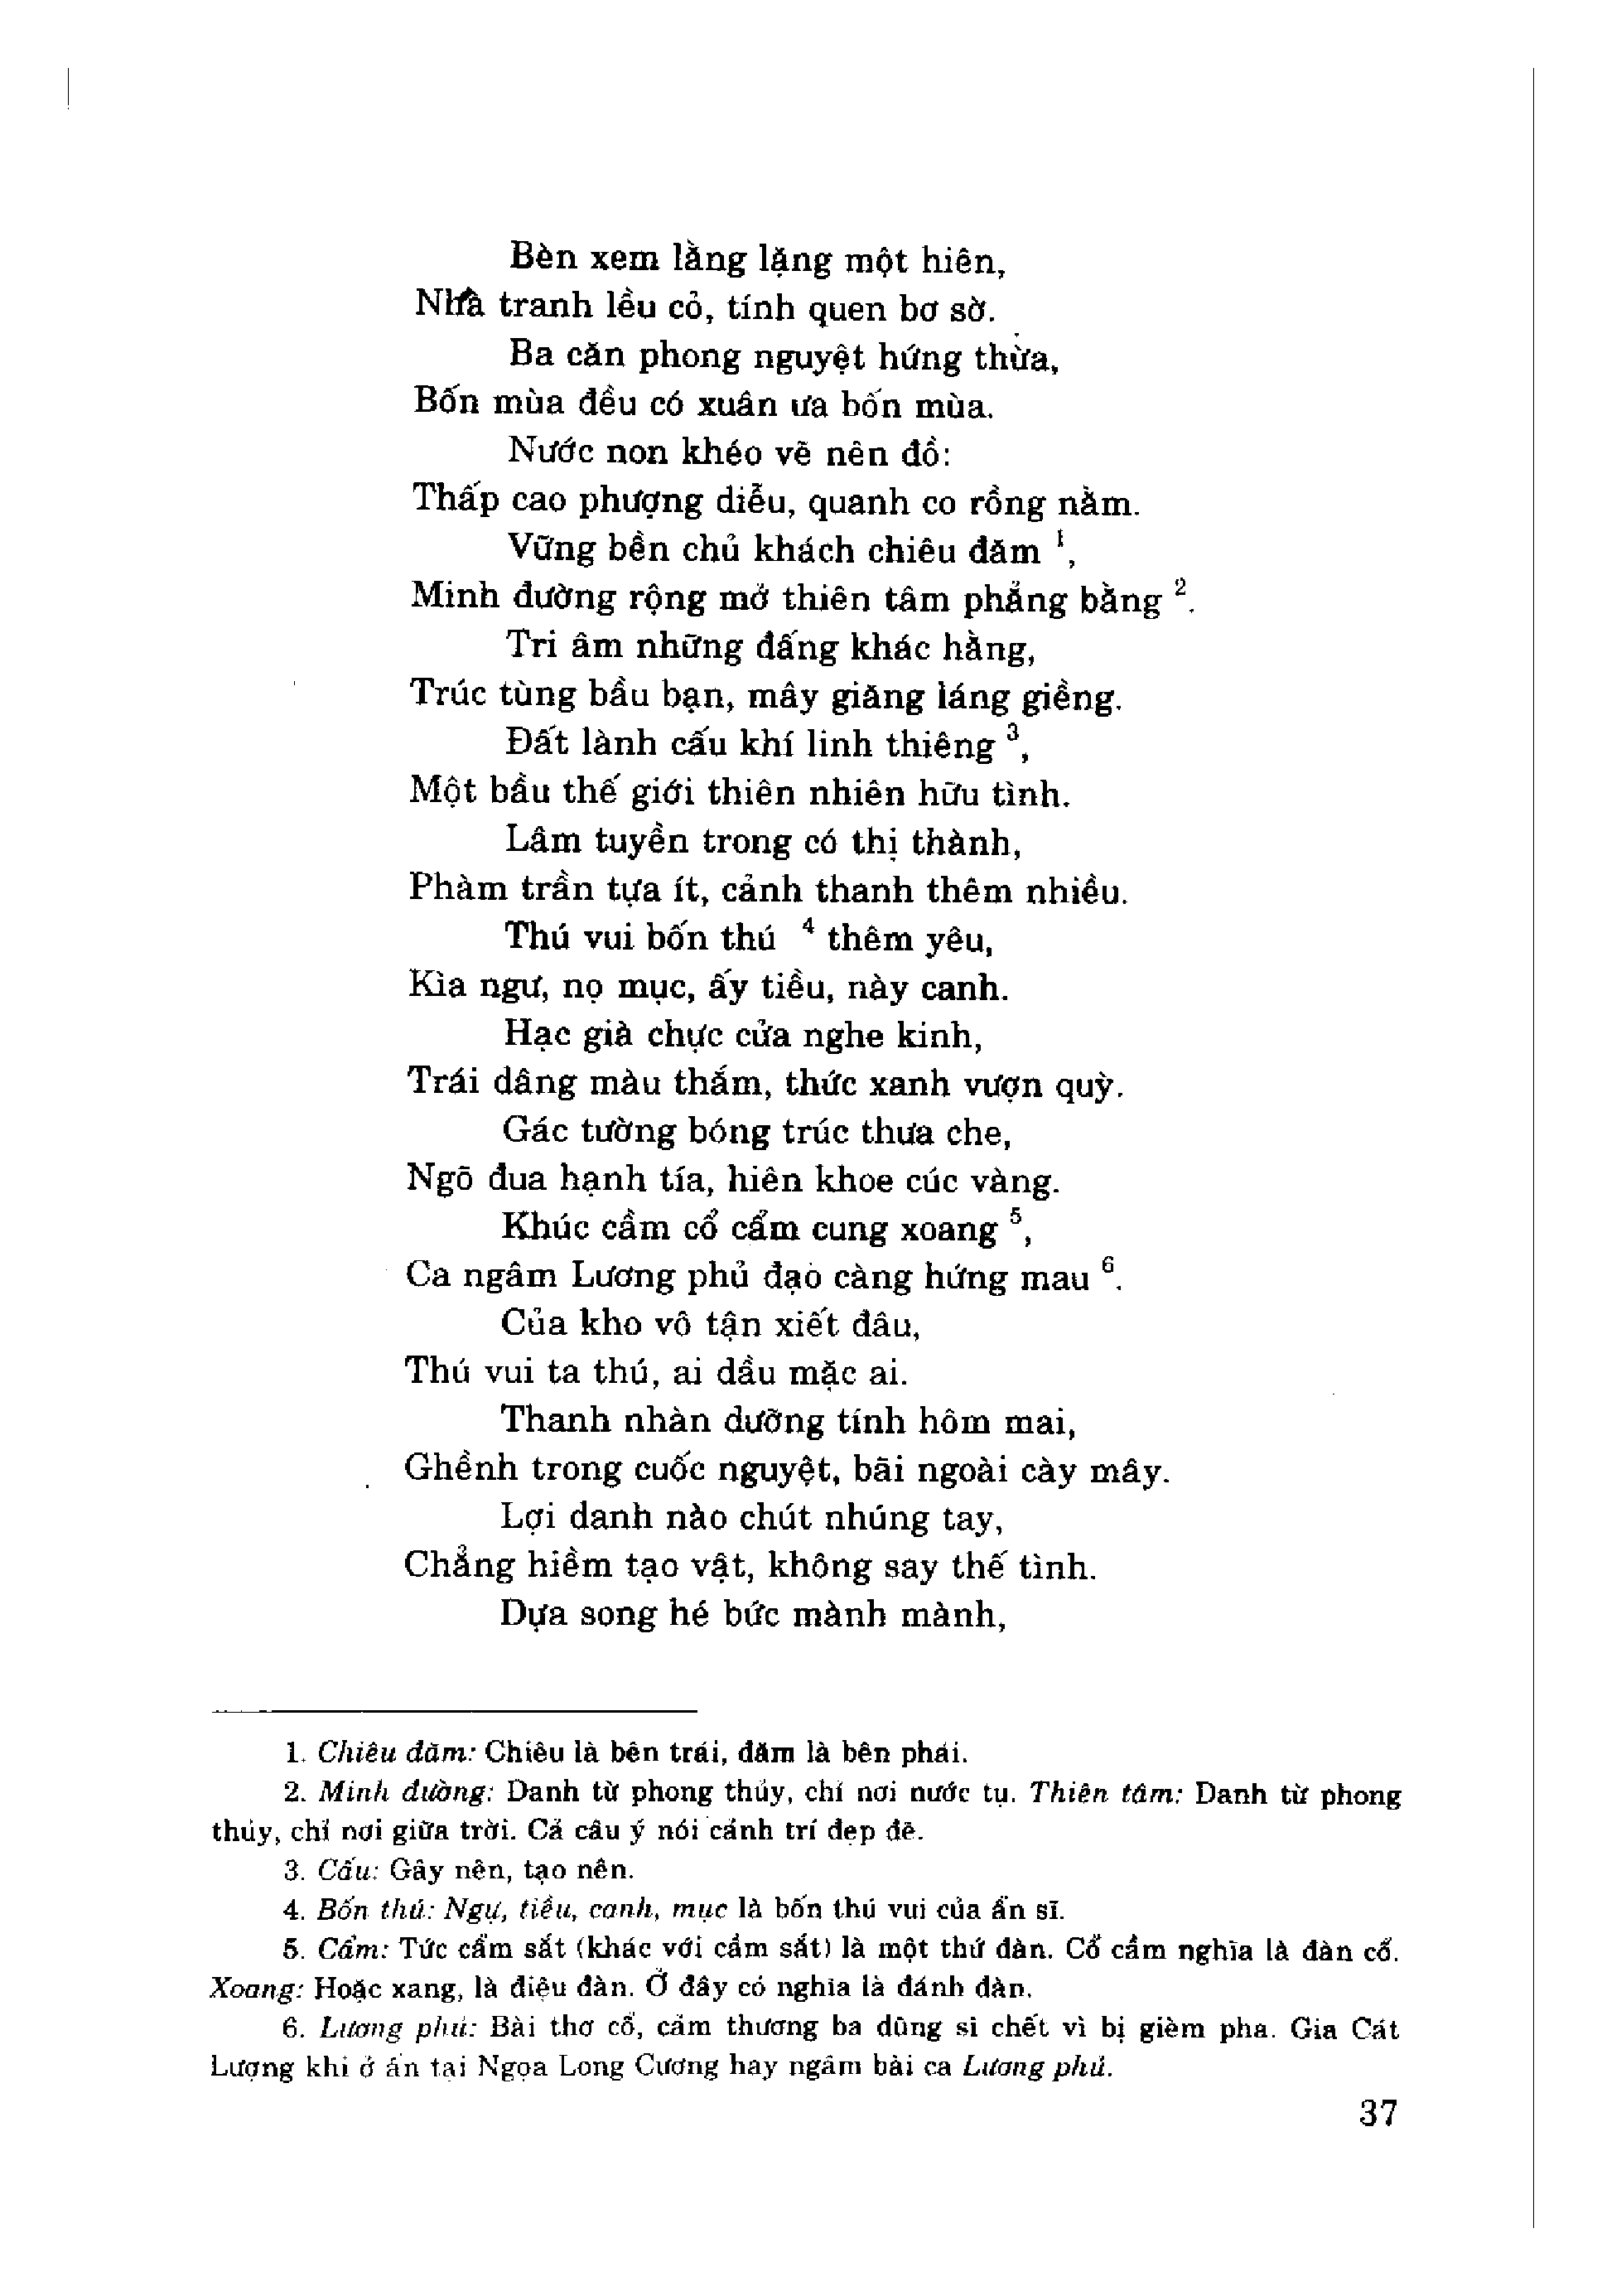 Bèn xem lằng lặng một hiên,
Nhà tranh lều cỏ, tính quen bơ sờ.
Ba căn phong nguyệt hứng thừa,
Bốn mùa đều có xuân ưa bốn mùa.
Nước non khéo vẽ nên đồ:
Thấp cao phượng diễu, quanh co rồng nằm.
Vững bền chủ khách chiêu đăm ¹,
Minh đường rộng mở thiên tâm phẳng bằng ².
Tri âm những đấng khác hằng,
Trúc tùng bầu bạn, mây giăng láng giềng.
Đất lành cấu khí linh thiêng ³,
Một bầu thế giới thiên nhiên hữu tình.
Lâm tuyền trong có thị thành,
Phàm trần tựa ít, cảnh thanh thêm nhiều.
Thú vui bốn thú ⁴ thêm yêu,
Kìa ngư, nọ mục, ấy tiều, này canh.
Hạc già chực cửa nghe kinh,
Trái dâng màu thắm, thức xanh vượn quỳ.
Gác tường bóng trúc thưa che,
Ngõ đua hạnh tía, hiên khoe cúc vàng.
Khúc cầm cổ cẩm cung xoang ⁵,
Ca ngâm Lương phủ đạo càng hứng mau ⁶.
Của kho vô tận xiết đâu,
Thú vui ta thú, ai dầu mặc ai.
Thanh nhàn dưỡng tính hôm mai,
Ghềnh trong cuốc nguyệt, bãi ngoài cày mây.
Lợi danh nào chút nhúng tay,
Chẳng hiềm tạo vật, không say thế tình.
Dựa song hé bức mành mành,
1. Chiêu đăm: Chiêu là bên trái, đăm là bên phải.
2. Minh đường: Danh từ phong thủy, chỉ nơi nước tụ. Thiên tâm: Danh từ phong
thủy, chỉ nơi giữa trời. Cả câu ý nói cảnh trí đẹp đẽ.
3. Cấu: Gây nên, tạo nên.
4. Bốn thú: Ngư, tiều, canh, mục là bốn thú vui của ẩn sĩ.
5. Cẩm: Tức cẩm sắt (khác với cầm sắt) là một thứ đàn. Cổ cầm nghĩa là đàn cổ.
Xoang: Hoặc xang, là điệu đàn. Ở đây có nghĩa là đánh đàn.
6. Lương phủ: Bài thơ cổ, cảm thương ba dũng sĩ chết vì bị gièm pha. Gia Cát
Lượng khi ở ẩn tại Ngọa Long Cương hay ngâm bài ca Lương phủ.
37